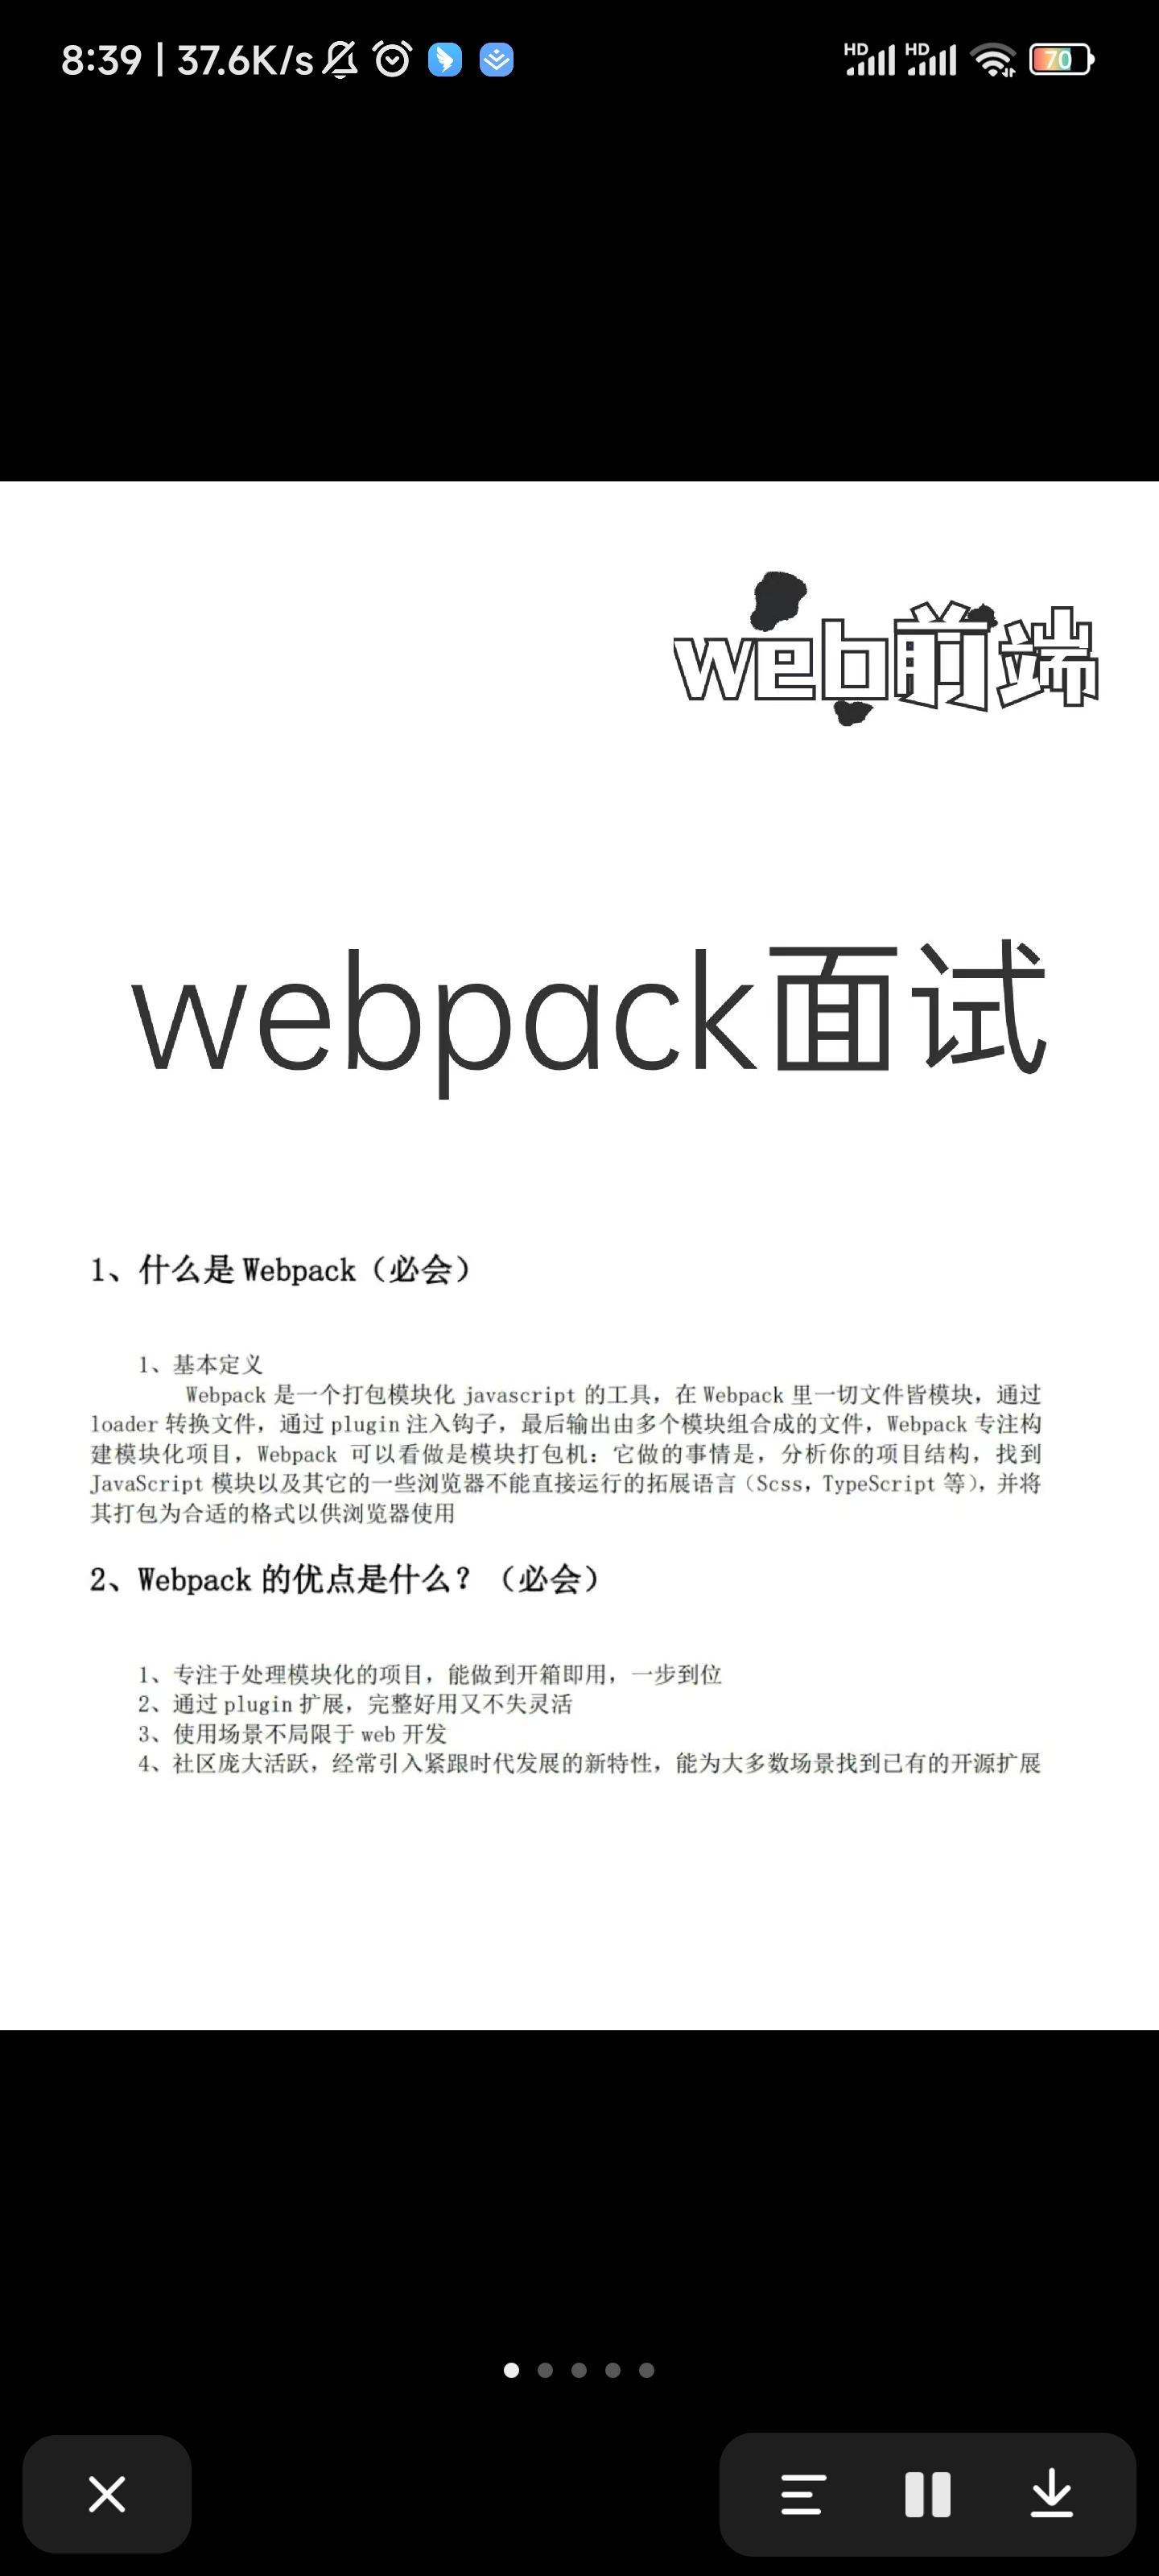 8:39 | 37.6K/s
HD HD 70
web前端
webpack面试
1、什么是 Webpack（必会）
1、基本定义
Webpack 是一个打包模块化 javascript 的工具，在 Webpack 里一切文件皆模块，通过
loader 转换文件，通过 plugin 注入钩子，最后输出由多个模块组合成的文件，Webpack 专注构
建模块化项目，Webpack 可以看做是模块打包机：它做的事情是，分析你的项目结构，找到
JavaScript 模块以及其它的一些浏览器不能直接运行的拓展语言（Scss，TypeScript 等），并将
其打包为合适的格式以供浏览器使用
2、Webpack 的优点是什么？（必会）
1、专注于处理模块化的项目，能做到开箱即用，一步到位
2、通过 plugin 扩展，完整好用又不失灵活
3、使用场景不局限于 web 开发
4、社区庞大活跃，经常引入紧跟时代发展的新特性，能为大多数场景找到已有的开源扩展